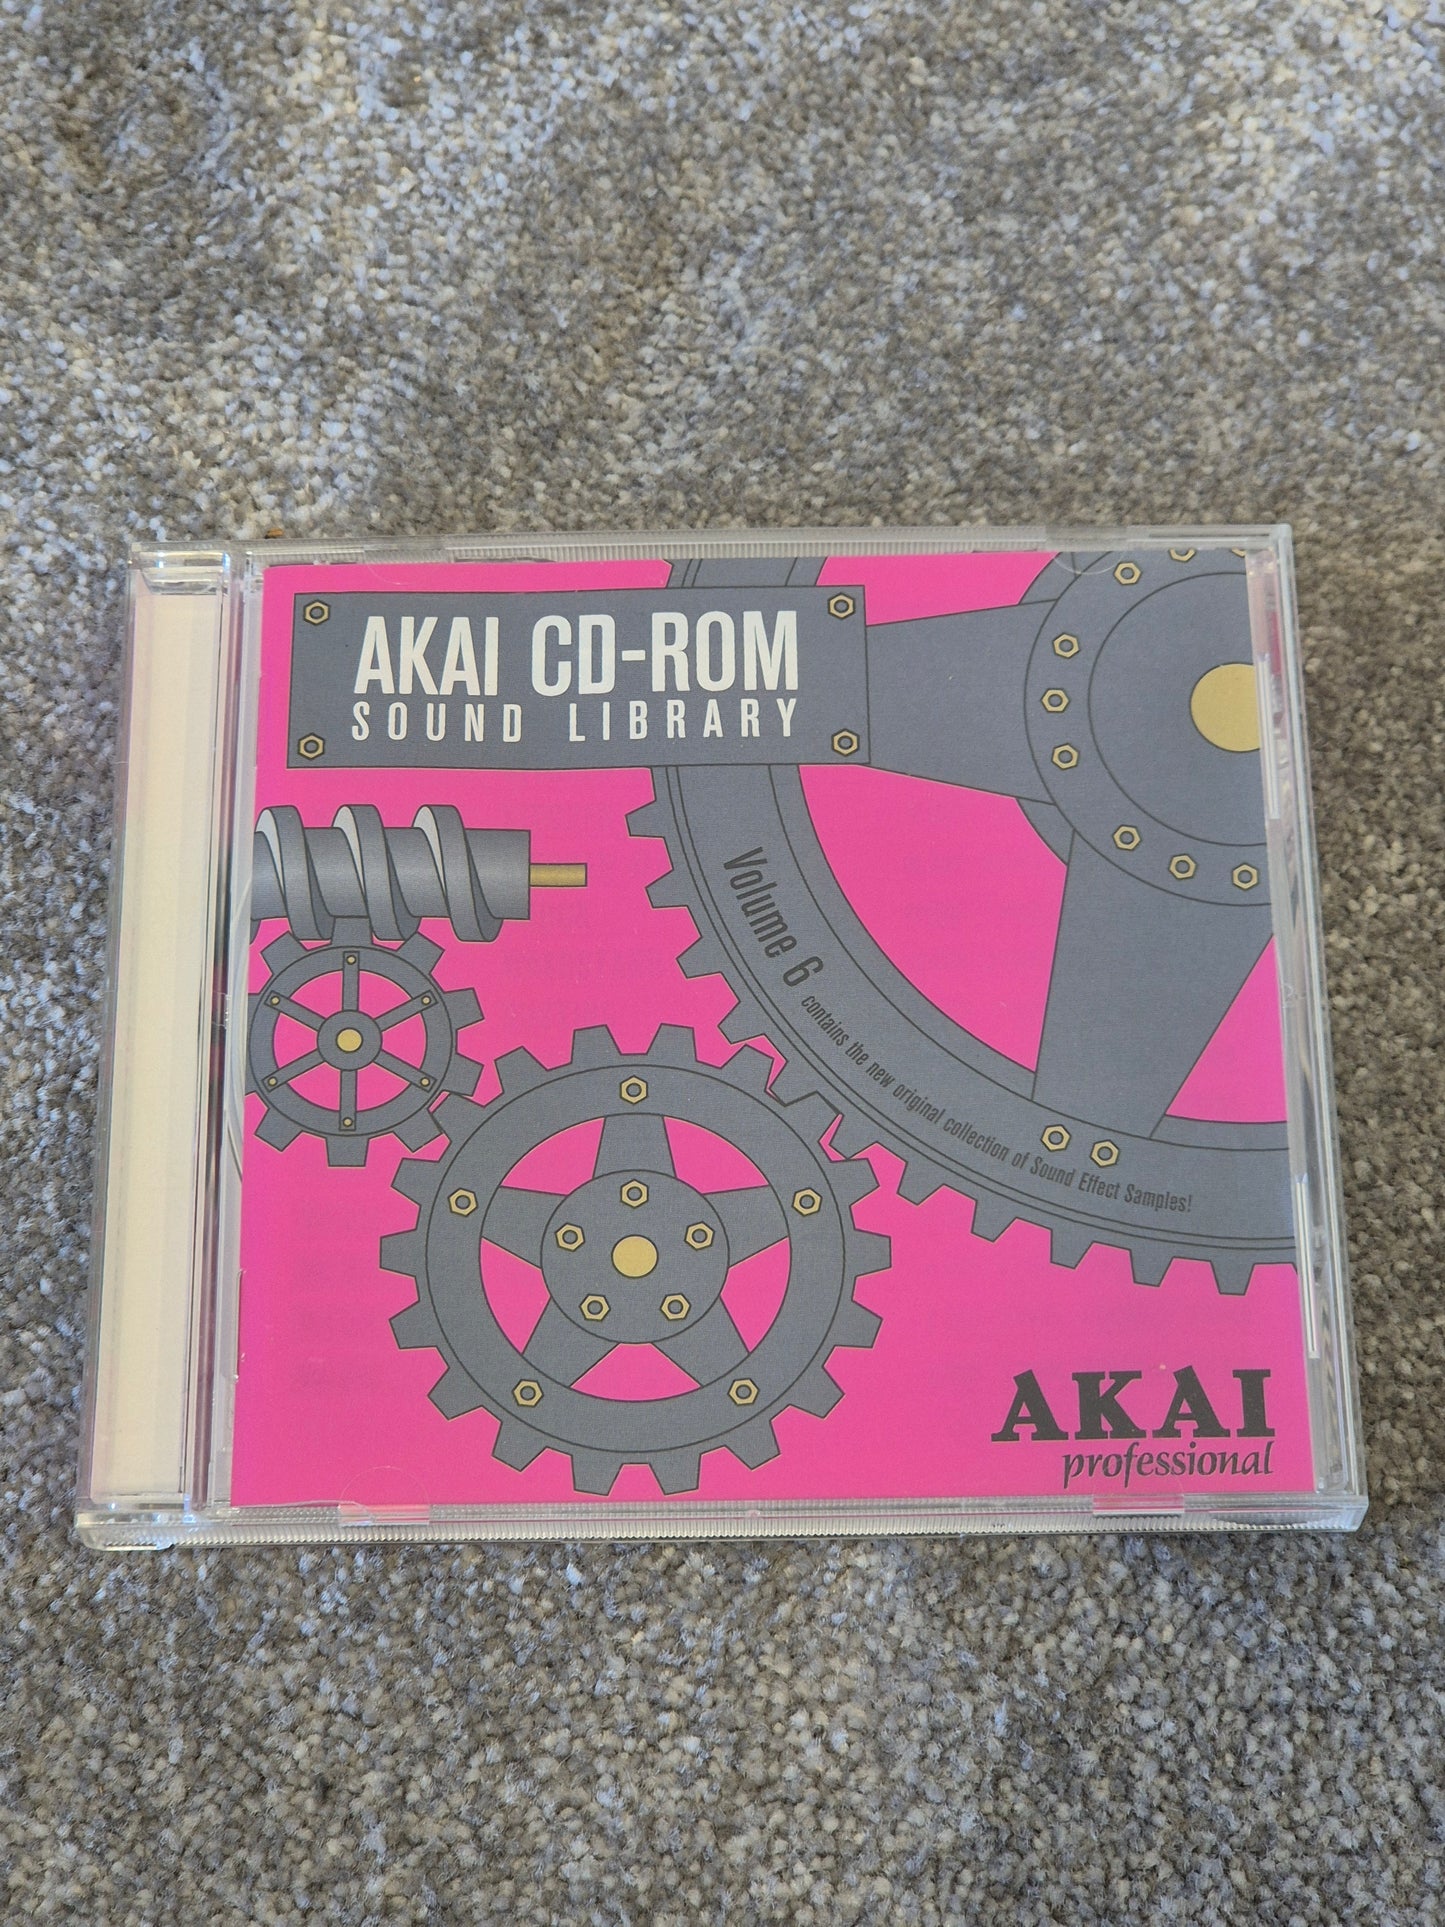 AKAI CD-ROM
SOUND LIBRARY
Volume 6 contains the new original collection of Sound Effect Samples!
AKAI
professional